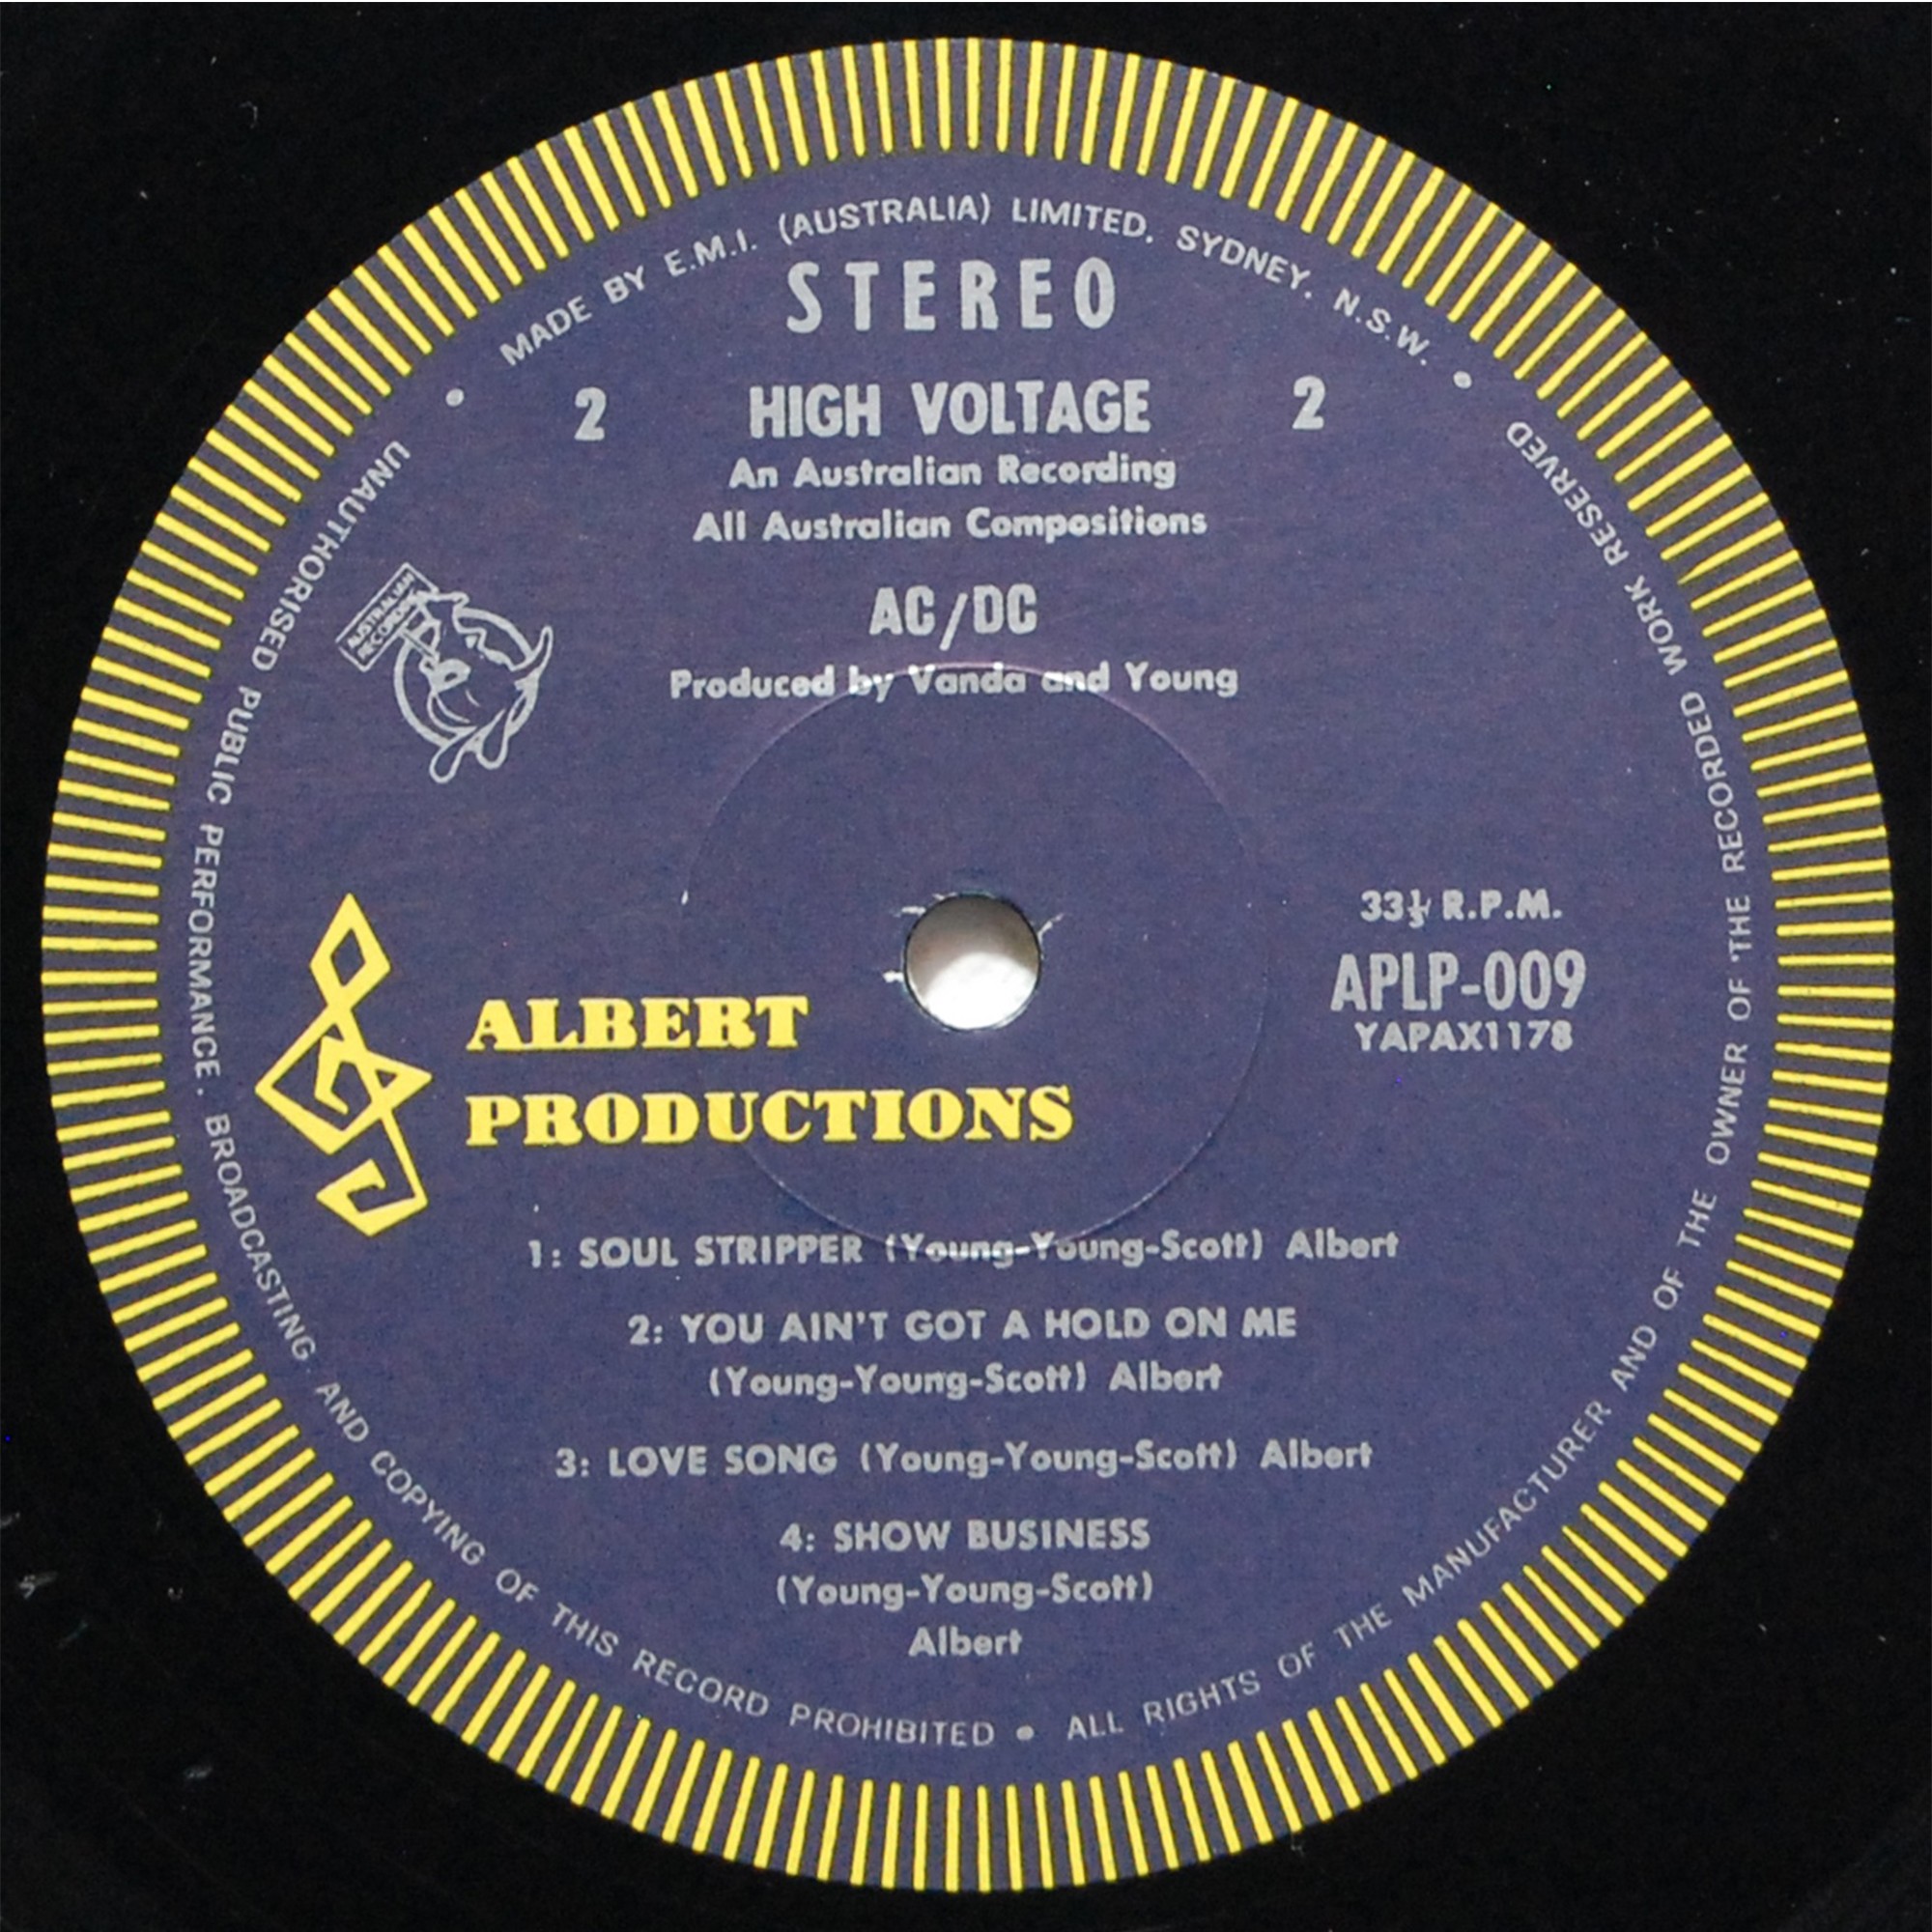 MADE BY E.M.I. (AUSTRALIA) LIMITED. SYDNEY. N.S.W. •
STEREO
2 HIGH VOLTAGE 2
An Australian Recording
All Australian Compositions
AC/DC
Produced by Vanda and Young
AUSTRALIAN
RECORDING
33⅓ R.P.M.
APLP-009
YAPAX1178
ALBERT
PRODUCTIONS
1: SOUL STRIPPER (Young-Young-Scott) Albert
2: YOU AIN'T GOT A HOLD ON ME
(Young-Young-Scott) Albert
3: LOVE SONG (Young-Young-Scott) Albert
4: SHOW BUSINESS
(Young-Young-Scott)
Albert
• UNAUTHORISED PUBLIC PERFORMANCE. BROADCASTING. AND COPYING OF THIS RECORD PROHIBITED • ALL RIGHTS OF THE MANUFACTURER AND OF THE OWNER OF THE RECORDED WORK RESERVED